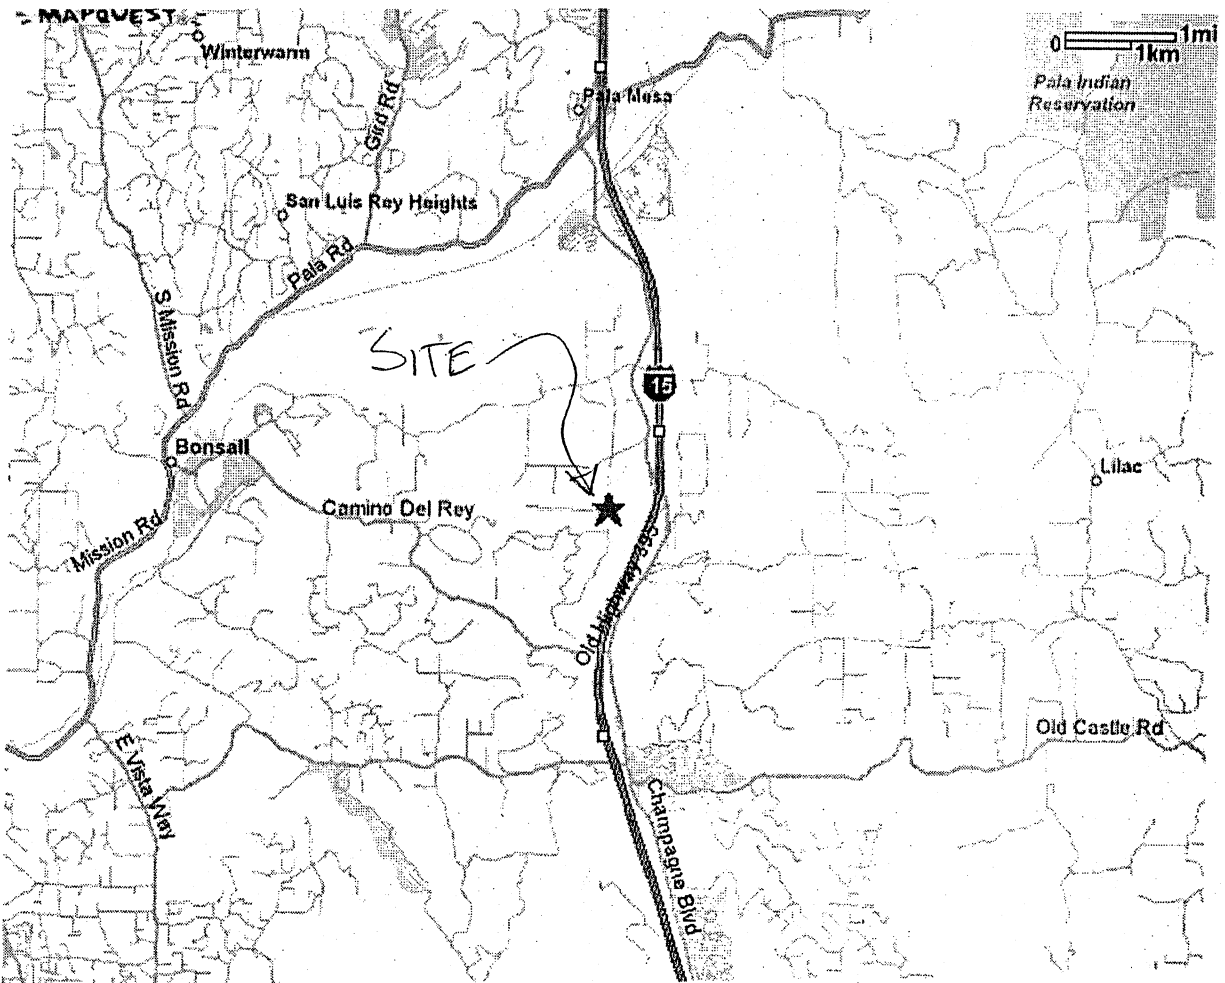 MAPQUEST
Winterwarm
0 1mi
1km
Pala Indian
Reservation
Pala Mesa
Gird Rd
San Luis Rey Heights
Pala Rd
S Mission Rd
SITE
15
Bonsall
Lilac
Camino Del Rey
Mission Rd
Old Highway 395
Old Castle Rd
E Vista Way
Champagne Blvd